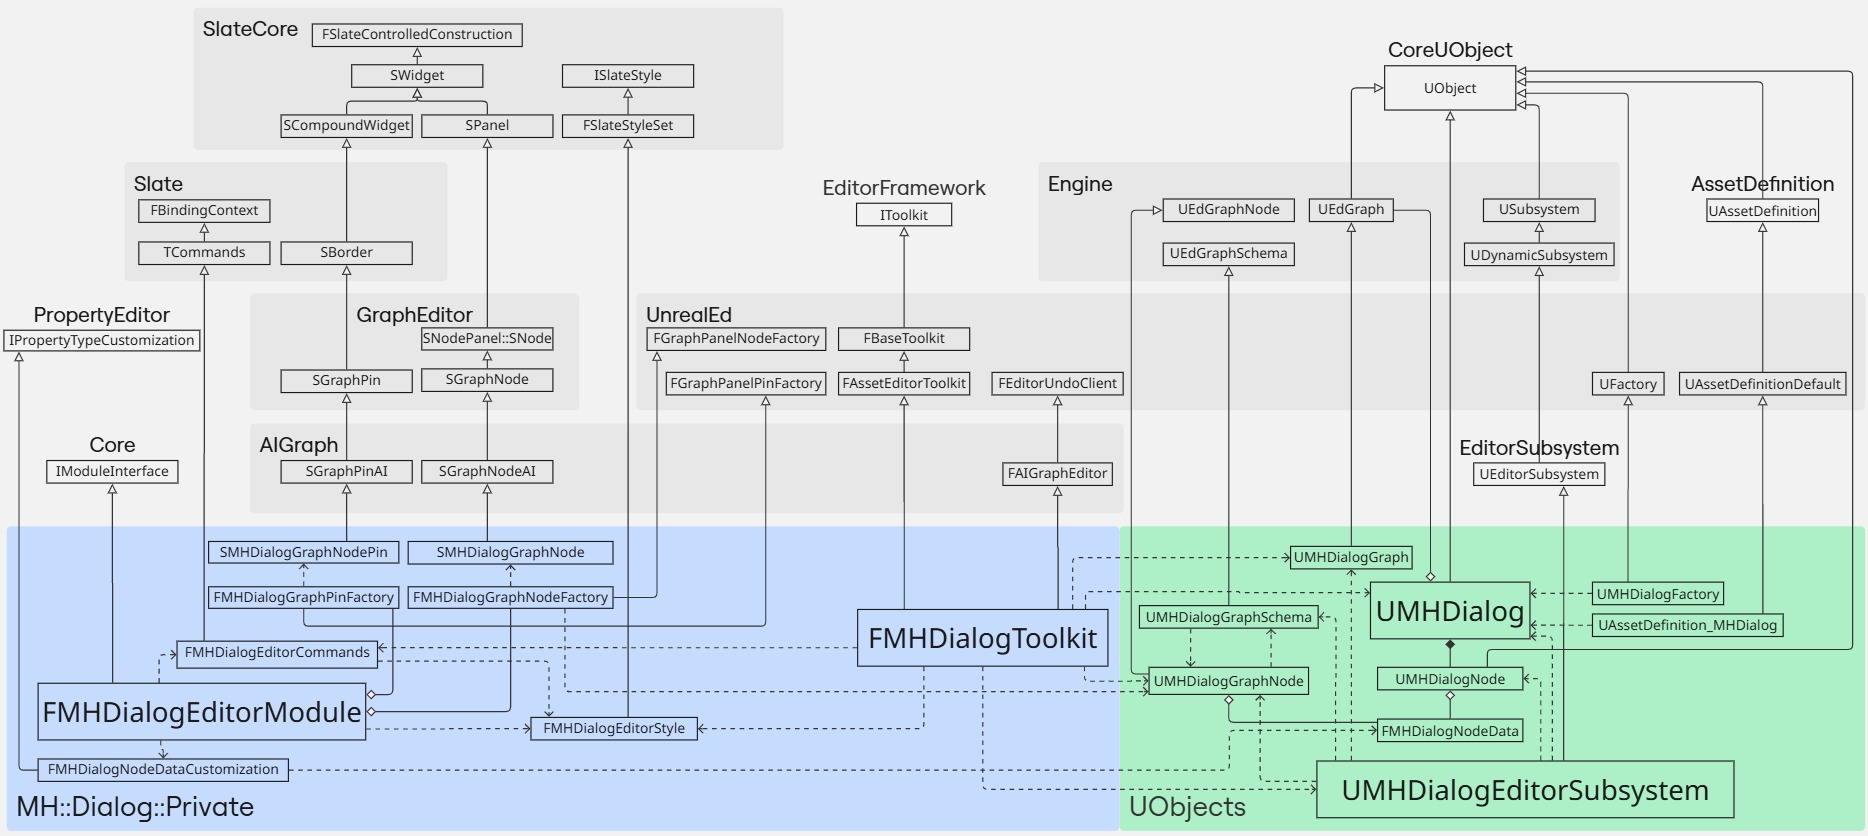 SlateCore
FSlateControlledConstruction
SWidget
ISlateStyle
SCompoundWidget
SPanel
FSlateStyleSet
CoreUObject
UObject
Slate
FBindingContext
TCommands
SBorder
EditorFramework
IToolkit
Engine
UEdGraphNode
UEdGraph
USubsystem
UEdGraphSchema
UDynamicSubsystem
AssetDefinition
UAssetDefinition
PropertyEditor
IPropertyTypeCustomization
GraphEditor
SNodePanel::SNode
SGraphPin
SGraphNode
UnrealEd
FGraphPanelNodeFactory
FBaseToolkit
FGraphPanelPinFactory
FAssetEditorToolkit
FEditorUndoClient
UFactory
UAssetDefinitionDefault
Core
IModuleInterface
AIGraph
SGraphPinAI
SGraphNodeAI
FAIGraphEditor
EditorSubsystem
UEditorSubsystem
SMHDialogGraphNodePin
SMHDialogGraphNode
FMHDialogGraphPinFactory
FMHDialogGraphNodeFactory
FMHDialogEditorCommands
FMHDialogToolkit
FMHDialogEditorModule
FMHDialogEditorStyle
FMHDialogNodeDataCustomization
MH::Dialog::Private
UMHDialogGraph
UMHDialog
UMHDialogFactory
UMHDialogGraphSchema
UAssetDefinition_MHDialog
UMHDialogGraphNode
UMHDialogNode
FMHDialogNodeData
UMHDialogEditorSubsystem
UObjects